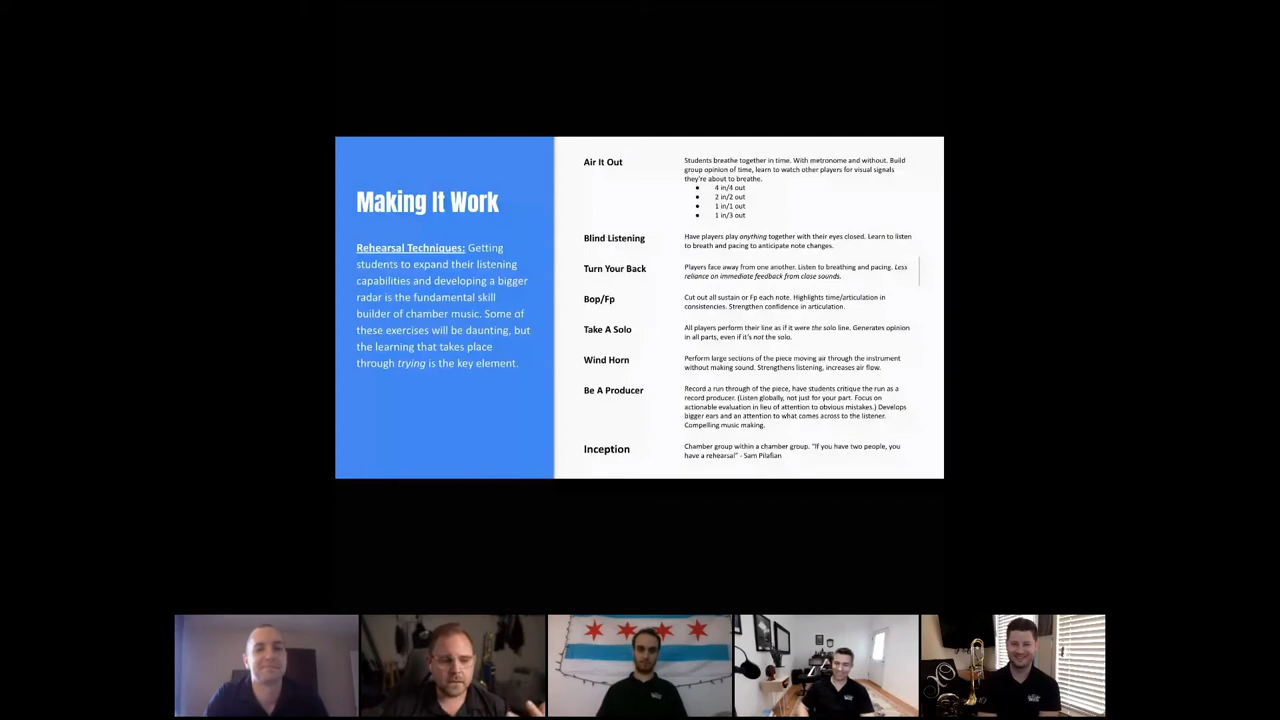 Making It Work
Rehearsal Techniques: Getting
students to expand their listening
capabilities and developing a bigger
radar is the fundamental skill
builder of chamber music. Some of
these exercises will be daunting, but
the learning that takes place
through trying is the key element.
Air It Out
Students breathe together in time. With metronome and without. Build
group opinion of time, learn to watch other players for visual signals
they're about to breathe.
● 4 in/4 out
● 2 in/2 out
● 1 in/1 out
● 1 in/3 out
Blind Listening
Have players play anything together with their eyes closed. Learn to listen
to breath and pacing to anticipate note changes.
Turn Your Back
Players face away from one another. Listen to breathing and pacing. Less
reliance on immediate feedback from close sounds.
Bop/Fp
Cut out all sustain or Fp each note. Highlights time/articulation in
consistencies. Strengthen confidence in articulation.
Take A Solo
All players perform their line as if it were the solo line. Generates opinion
in all parts, even if it's not the solo.
Wind Horn
Perform large sections of the piece moving air through the instrument
without making sound. Strengthens listening, increases air flow.
Be A Producer
Record a run through of the piece, have students critique the run as a
record producer. (Listen globally, not just for your part. Focus on
actionable evaluation in lieu of attention to obvious mistakes.) Develops
bigger ears and an attention to what comes across to the listener.
Compelling music making.
Inception
Chamber group within a chamber group. "If you have two people, you
have a rehearsal" - Sam Pilafian